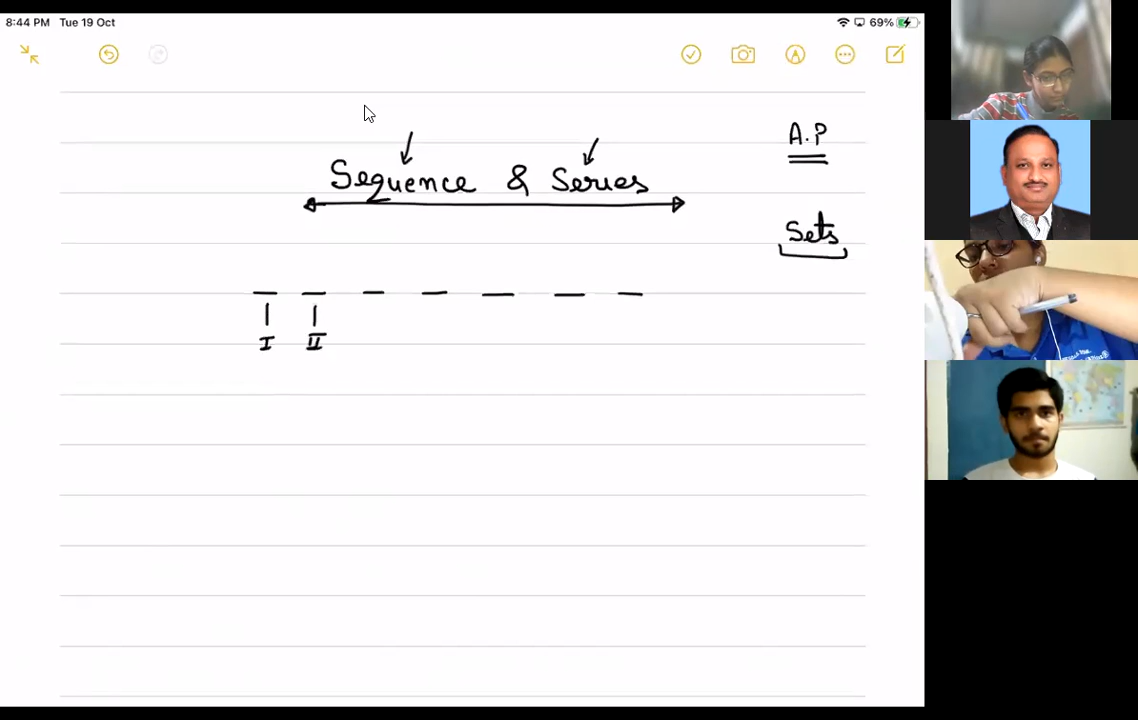 8:44 PM Tue 19 Oct
69%
A.P
Sequence & Series
Sets
I II